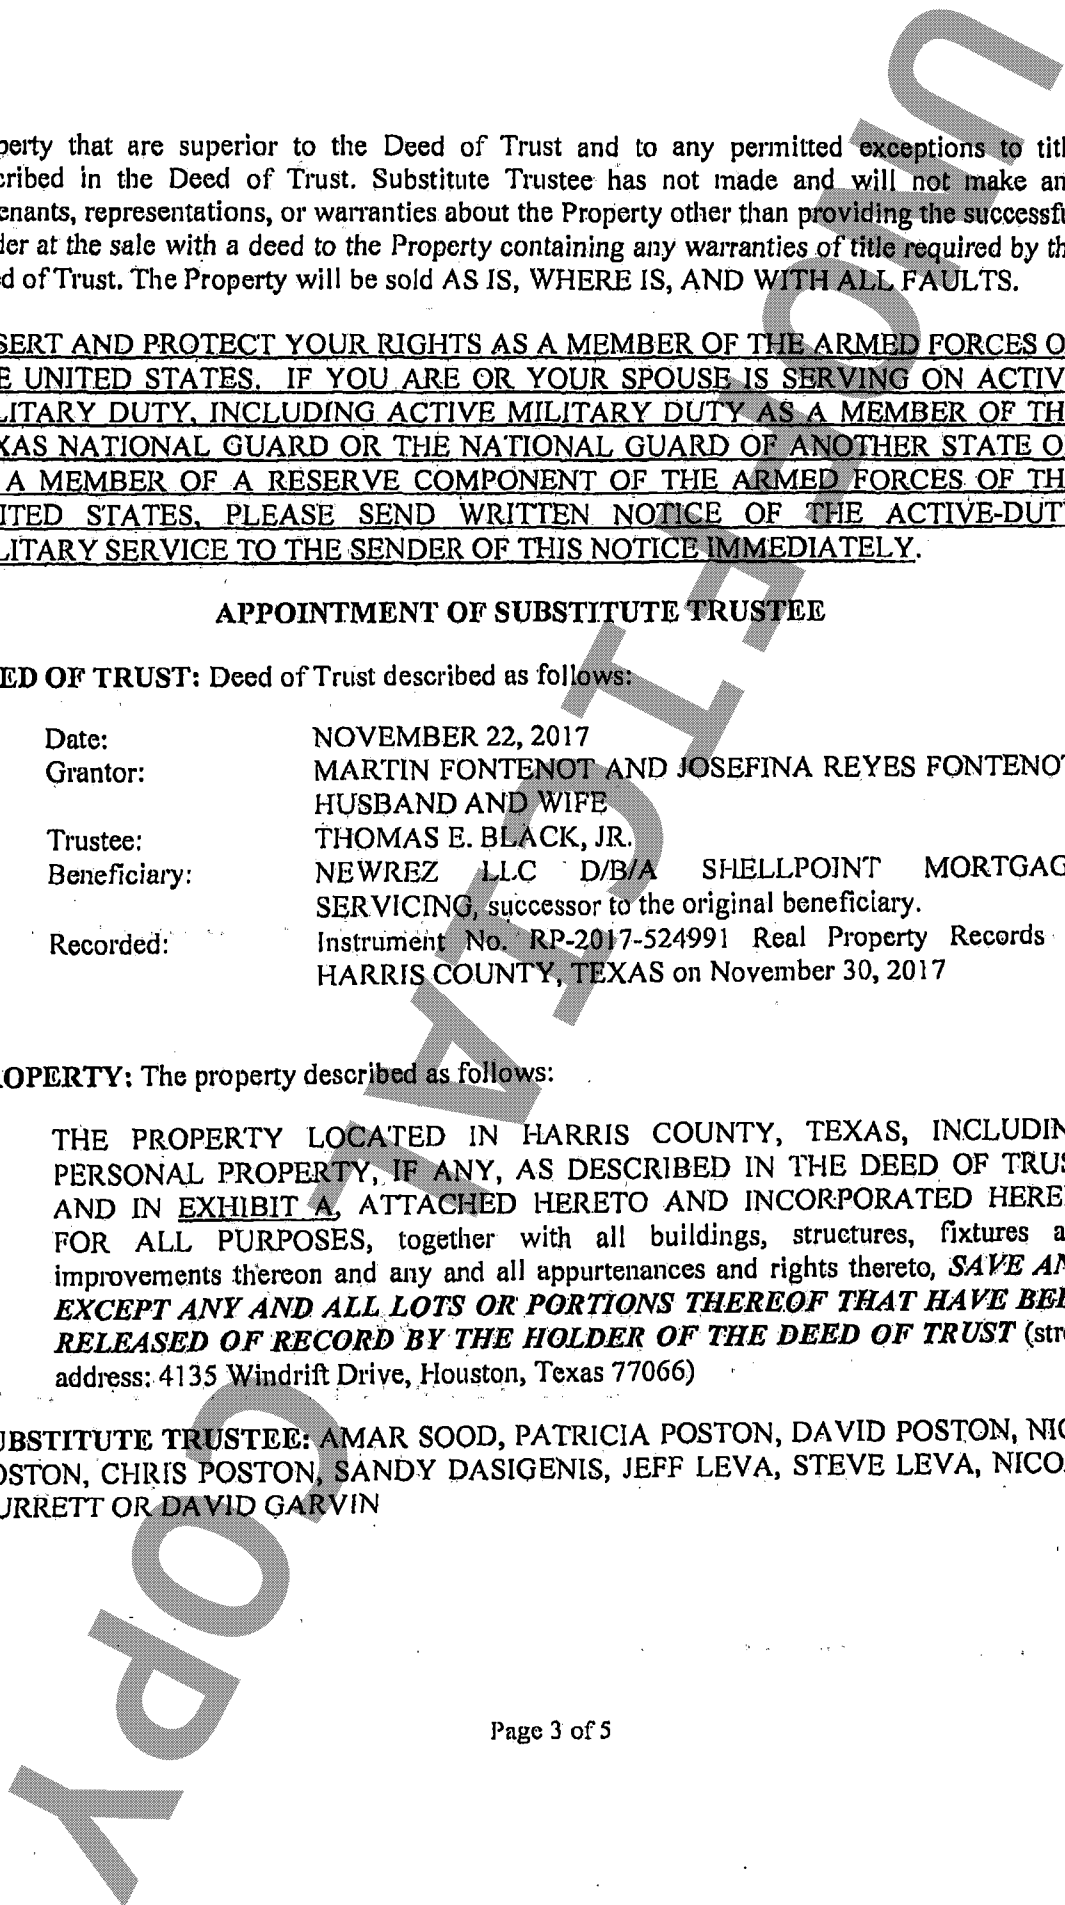 perty that are superior to the Deed of Trust and to any permitted exceptions to titl
cribed in the Deed of Trust. Substitute Trustee has not made and will not make an
enants, representations, or warranties about the Property other than providing the successfu
der at the sale with a deed to the Property containing any warranties of title required by th
d of Trust. The Property will be sold AS IS, WHERE IS, AND WITH ALL FAULTS.
SERT AND PROTECT YOUR RIGHTS AS A MEMBER OF THE ARMED FORCES O
E UNITED STATES. IF YOU ARE OR YOUR SPOUSE IS SERVING ON ACTIV
LITARY DUTY, INCLUDING ACTIVE MILITARY DUTY AS A MEMBER OF TH
XAS NATIONAL GUARD OR THE NATIONAL GUARD OF ANOTHER STATE O
A MEMBER OF A RESERVE COMPONENT OF THE ARMED FORCES OF TH
ITED STATES, PLEASE SEND WRITTEN NOTICE OF THE ACTIVE-DUT
LITARY SERVICE TO THE SENDER OF THIS NOTICE IMMEDIATELY.
APPOINTMENT OF SUBSTITUTE TRUSTEE
ED OF TRUST: Deed of Trust described as follows:
Date: NOVEMBER 22, 2017
Grantor: MARTIN FONTENOT AND JOSEFINA REYES FONTENOT
HUSBAND AND WIFE
Trustee: THOMAS E. BLACK, JR.
Beneficiary: NEWREZ LLC D/B/A SHELLPOINT MORTGAG
SERVICING, successor to the original beneficiary.
Recorded: Instrument No. RP-2017-524991 Real Property Records
HARRIS COUNTY, TEXAS on November 30, 2017
OPERTY: The property described as follows:
THE PROPERTY LOCATED IN HARRIS COUNTY, TEXAS, INCLUDIN
PERSONAL PROPERTY, IF ANY, AS DESCRIBED IN THE DEED OF TRUS
AND IN EXHIBIT A, ATTACHED HERETO AND INCORPORATED HERE
FOR ALL PURPOSES, together with all buildings, structures, fixtures a
improvements thereon and any and all appurtenances and rights thereto, SAVE AN
EXCEPT ANY AND ALL LOTS OR PORTIONS THEREOF THAT HAVE BEE
RELEASED OF RECORD BY THE HOLDER OF THE DEED OF TRUST (stre
address: 4135 Windrift Drive, Houston, Texas 77066)
UBSTITUTE TRUSTEE: AMAR SOOD, PATRICIA POSTON, DAVID POSTON, NIC
OSTON, CHRIS POSTON, SANDY DASIGENIS, JEFF LEVA, STEVE LEVA, NICO
URRETT OR DAVID GARVIN
Page 3 of 5
UNOFFICIAL COPY